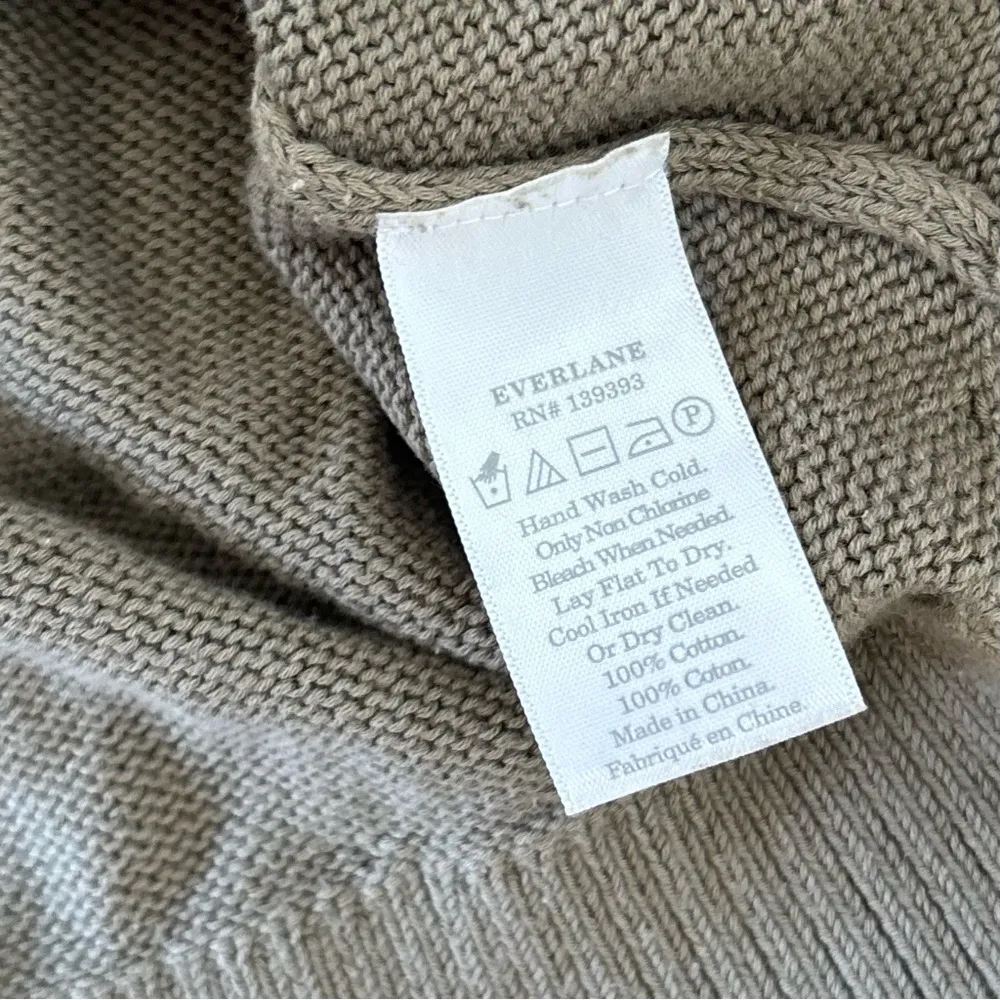 EVERLANE
RN# 139393
P
Hand Wash Cold.
Only Non Chlorine
Bleach When Needed.
Lay Flat To Dry.
Cool Iron If Needed
Or Dry Clean.
100% Cotton.
100% Coton.
Made in China.
Fabriqué en Chine.